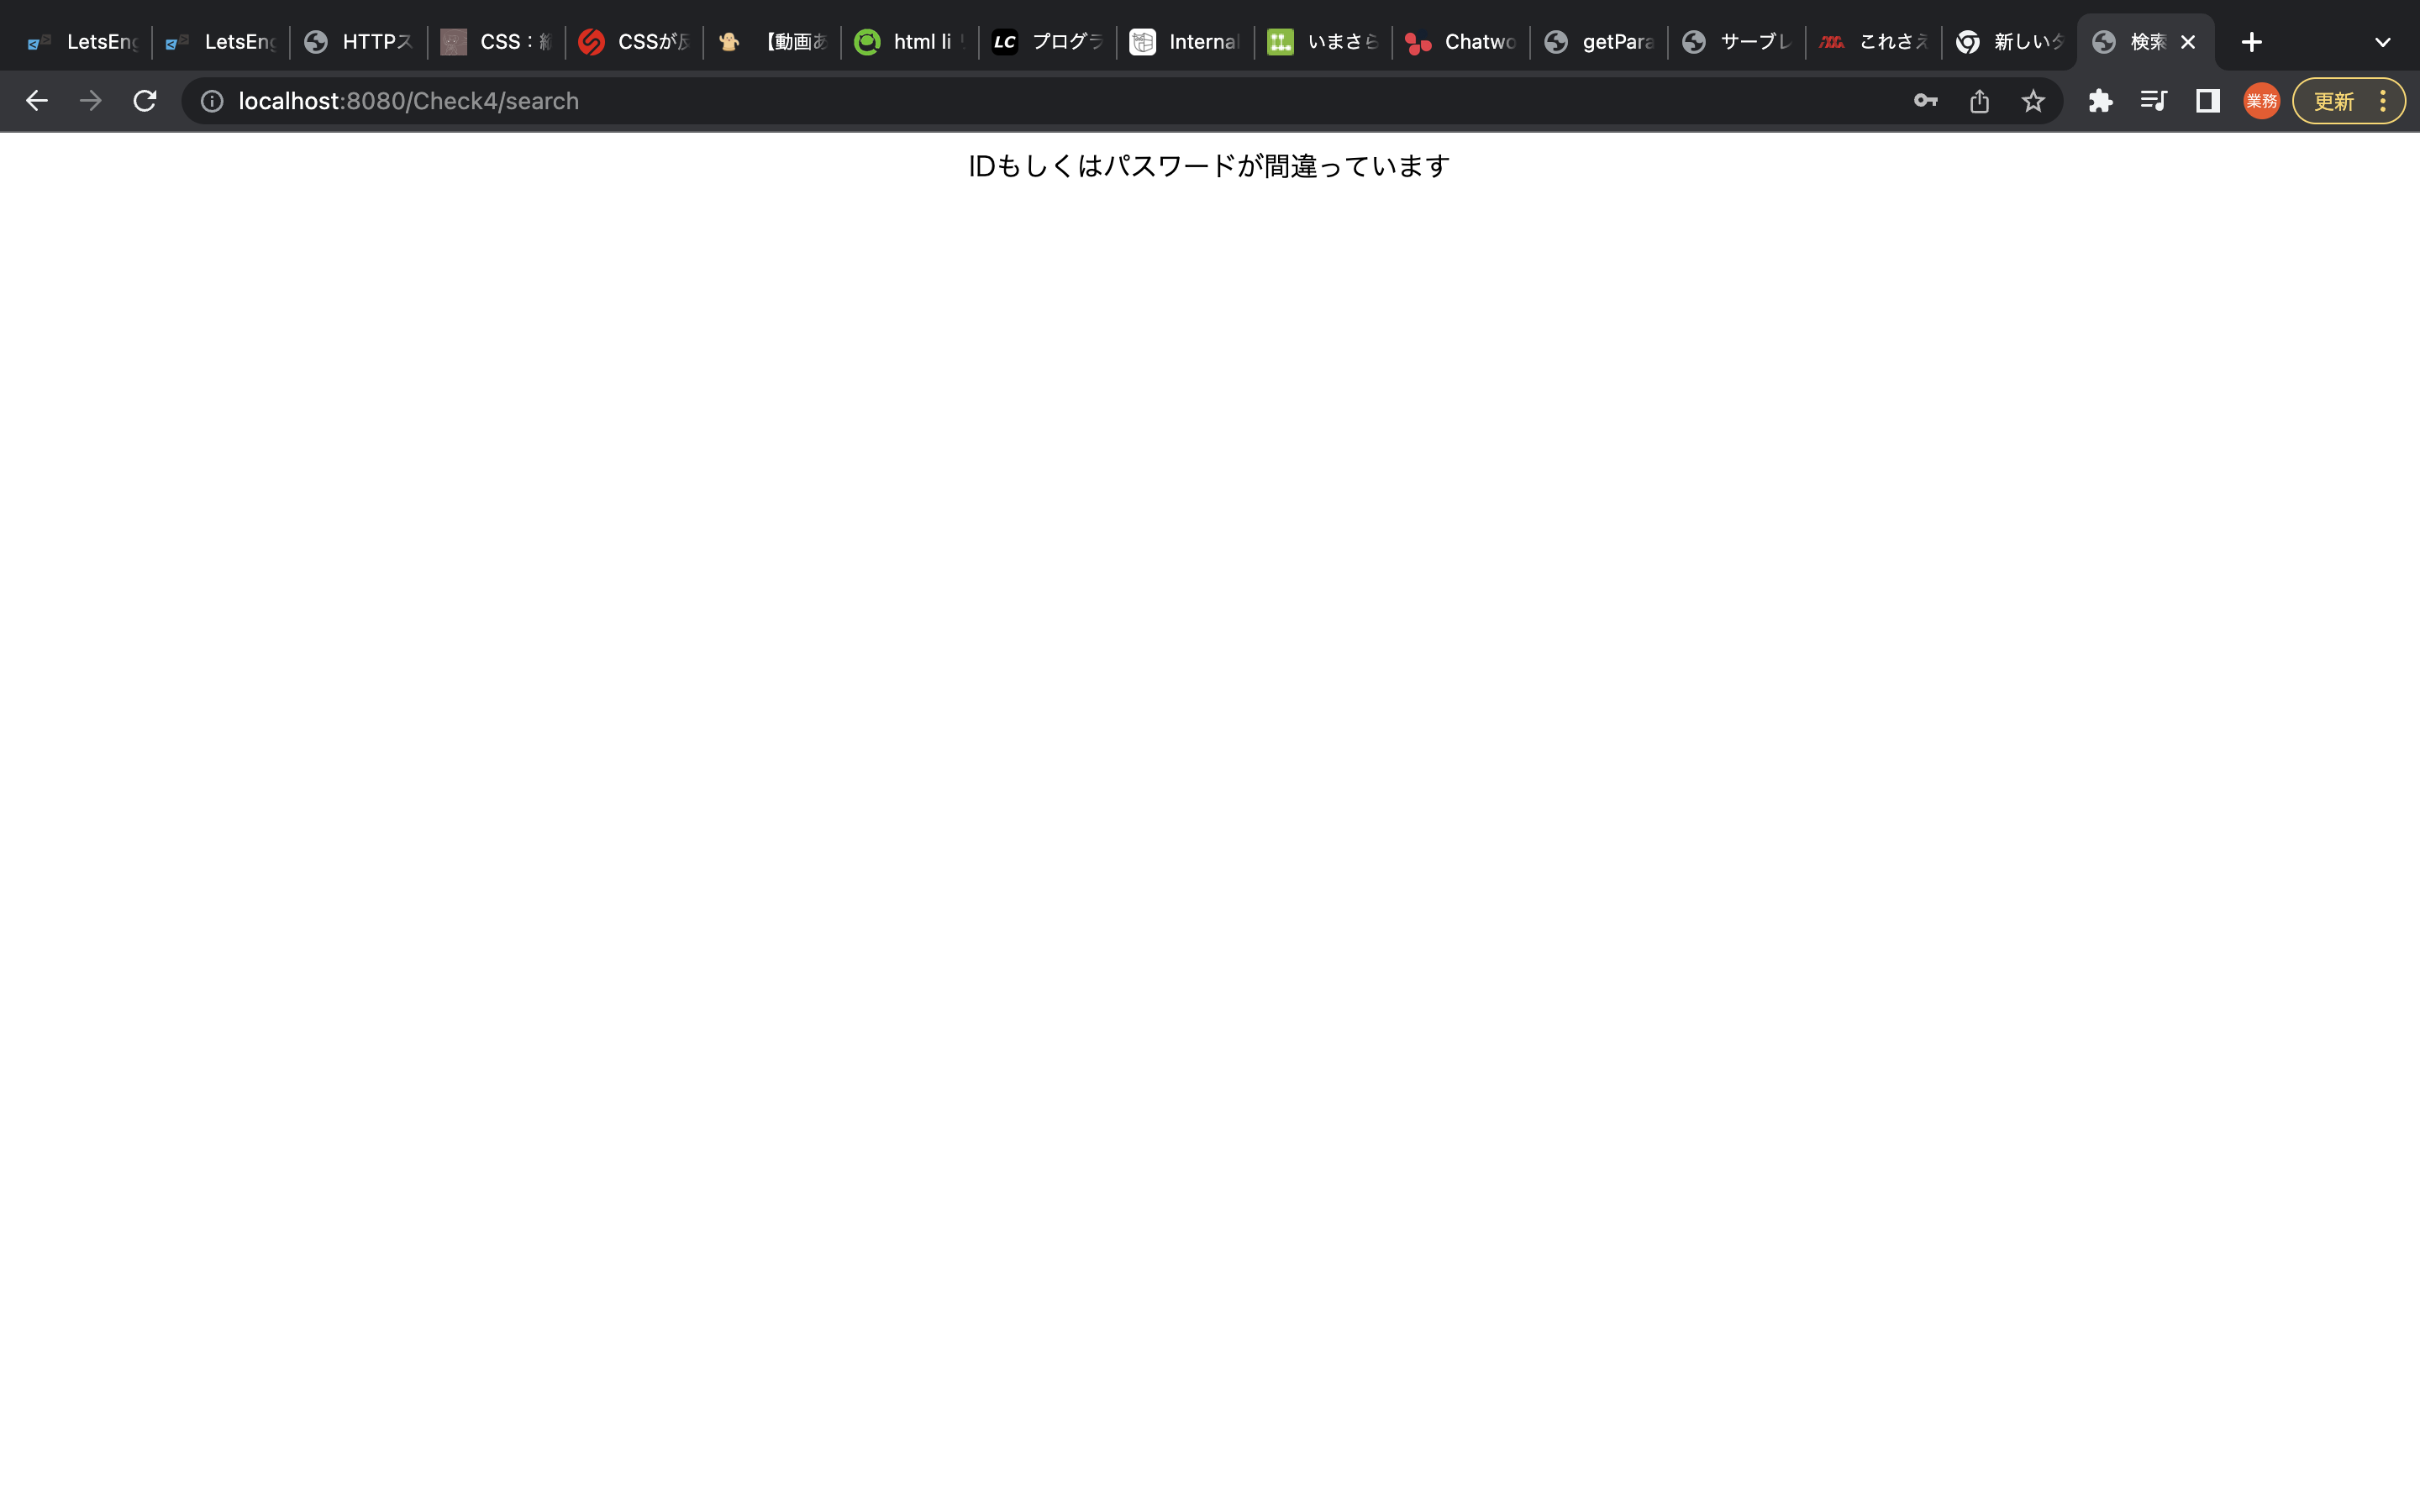 LetsEng
LetsEng
HTTPス
CSS：
CSSが
【動画あ
html li
LC
プログラ
Internal
いまさら
Chatwo
getPara
サーブレ
これさえ
新しいタ
検索
localhost:8080/Check4/search
業務
更新
IDもしくはパスワードが間違っています